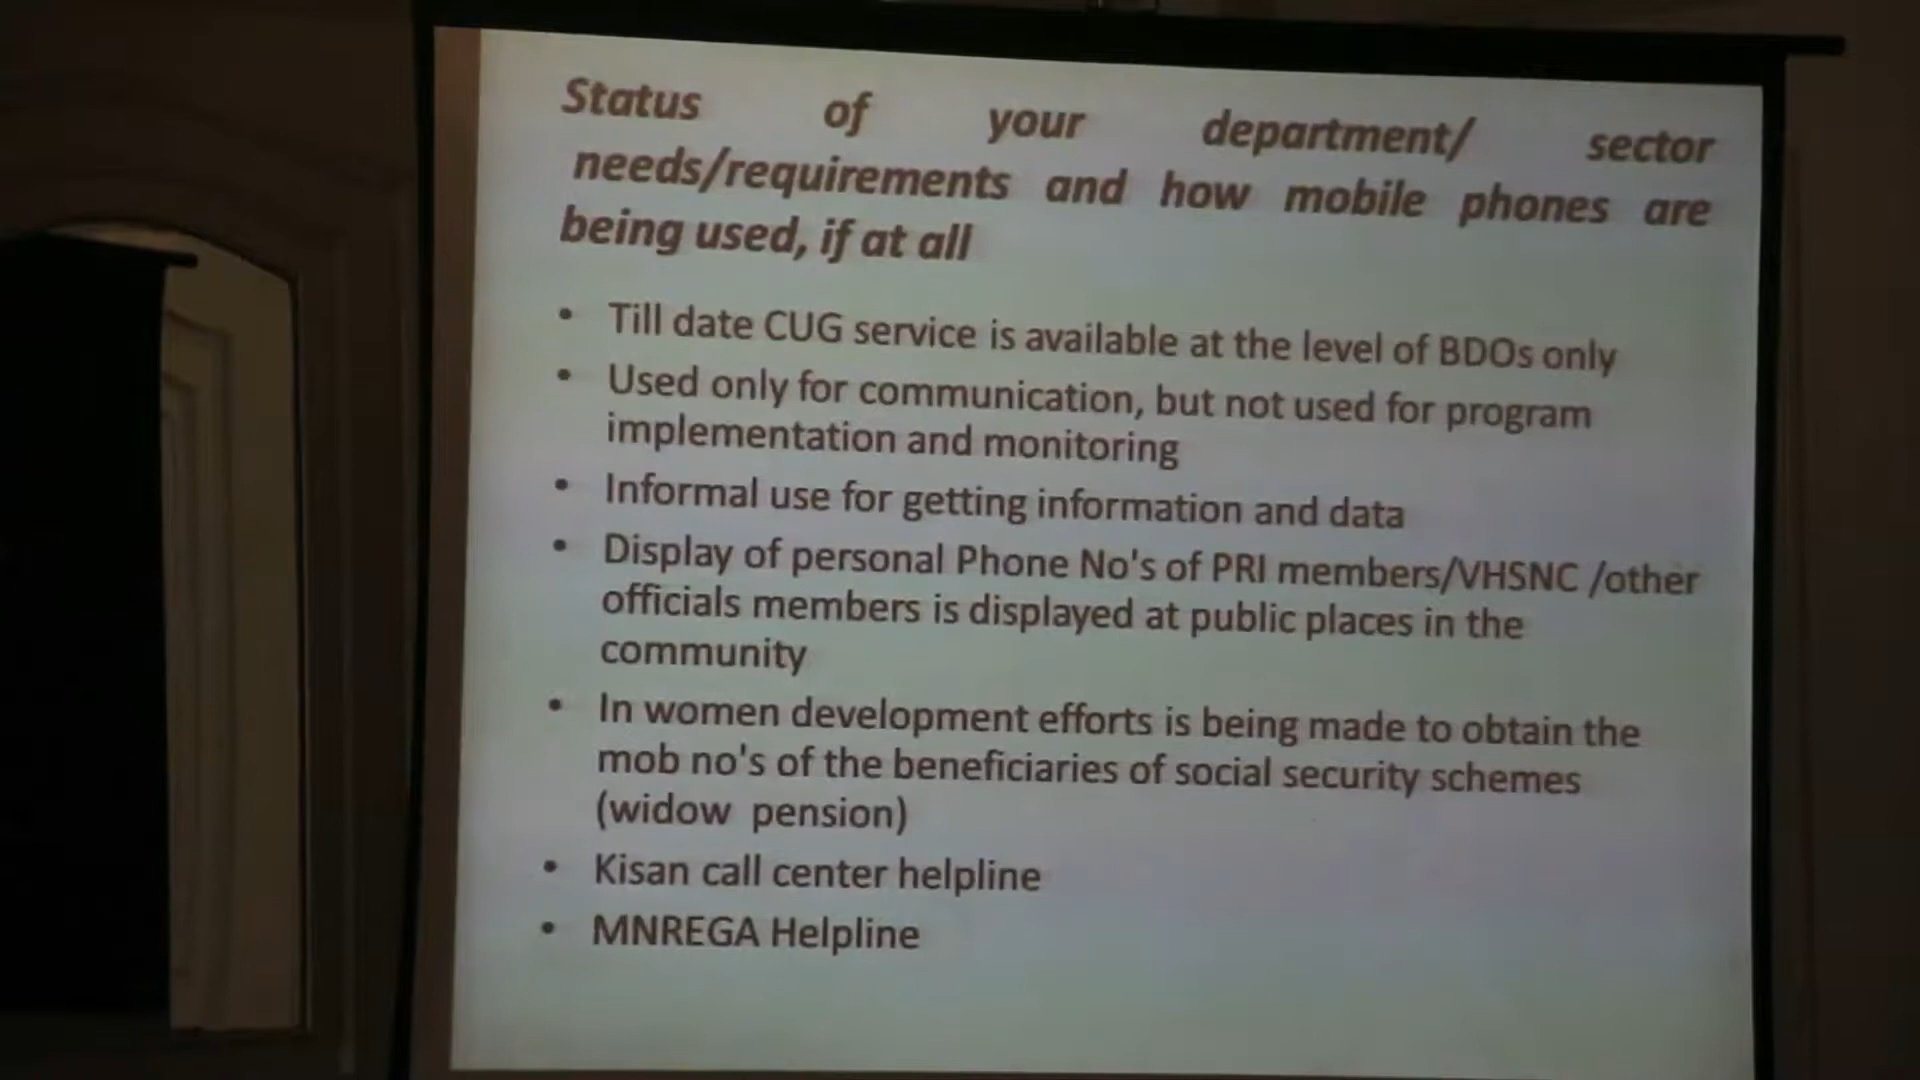 Status of your department/ sector
needs/requirements and how mobile phones are
being used, if at all
• Till date CUG service is available at the level of BDOs only
• Used only for communication, but not used for program
implementation and monitoring
• Informal use for getting information and data
• Display of personal Phone No's of PRI members/VHSNC /other
officials members is displayed at public places in the
community
• In women development efforts is being made to obtain the
mob no's of the beneficiaries of social security schemes
(widow pension)
• Kisan call center helpline
• MNREGA Helpline